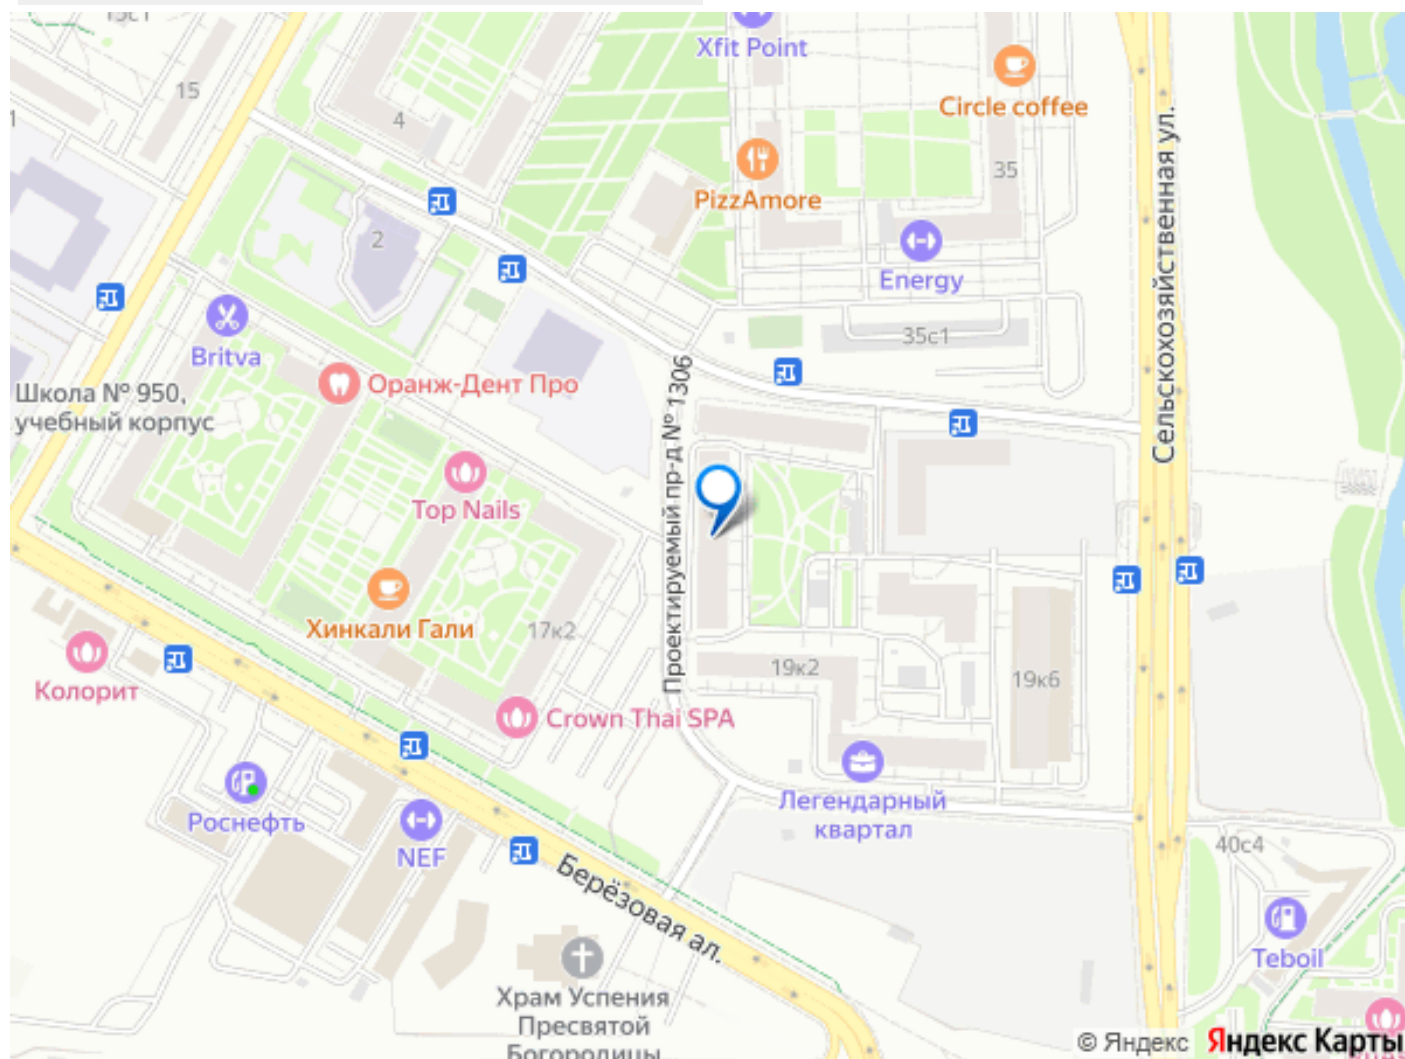 15с1
Xfit Point
15
Circle coffee
4
35
PizzAmore
2
Energy
Сельскохозяйственная ул.
35с1
Britva
Оранж-Дент Про
Школа № 950,
учебный корпус
Проектируемый пр-д № 1306
Top Nails
Хинкали Гали
17к2
19к2
19к6
Колорит
Crown Thai SPA
Роснефть
NEF
Легендарный
квартал
40с4
Берёзовая ал.
Teboil
Храм Успения
Пресвятой
Богородицы
© Яндекс Яндекс Карты